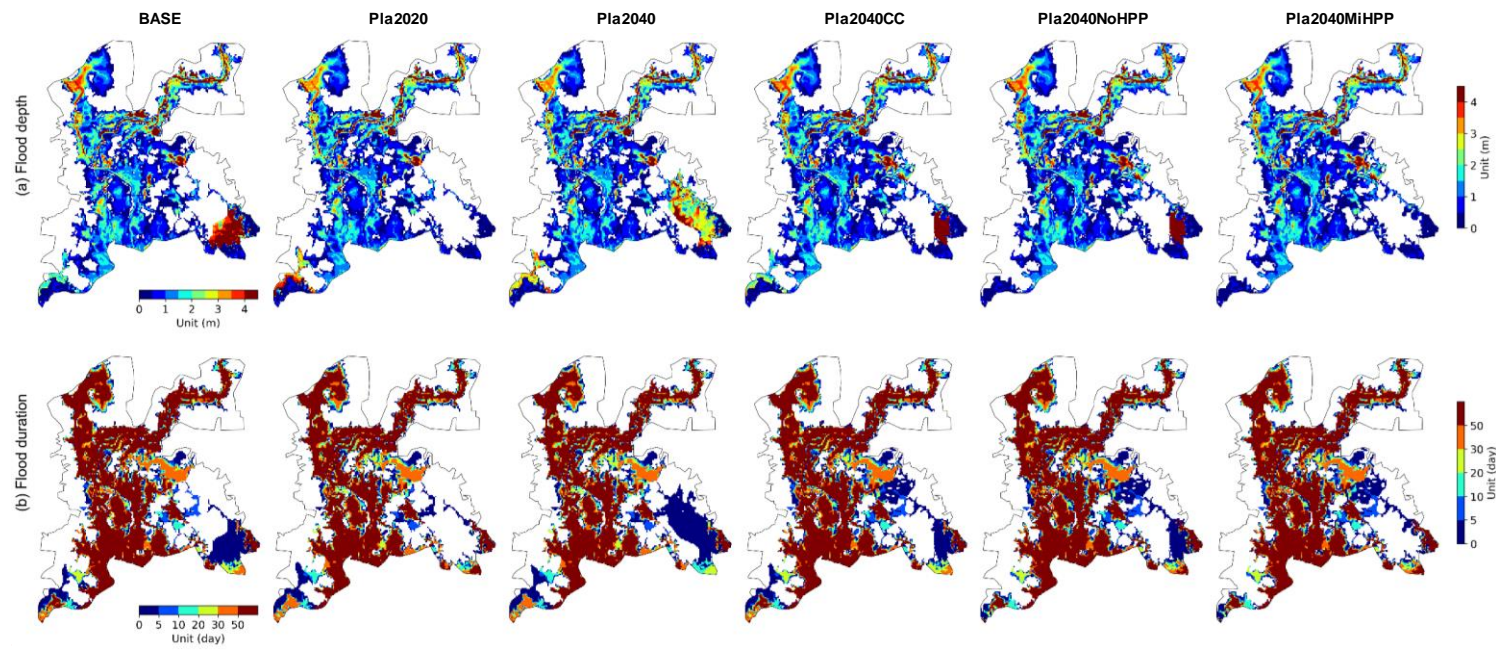 BASE Pla2020 Pla2040 Pla2040CC Pla2040NoHPP Pla2040MiHPP
(a) Flood depth
0 1 2 3 4
Unit (m)
4
3
2
1
0
Unit (m)
(b) Flood duration
0 5 10 20 30 50
Unit (day)
50
30
20
10
5
0
Unit (day)